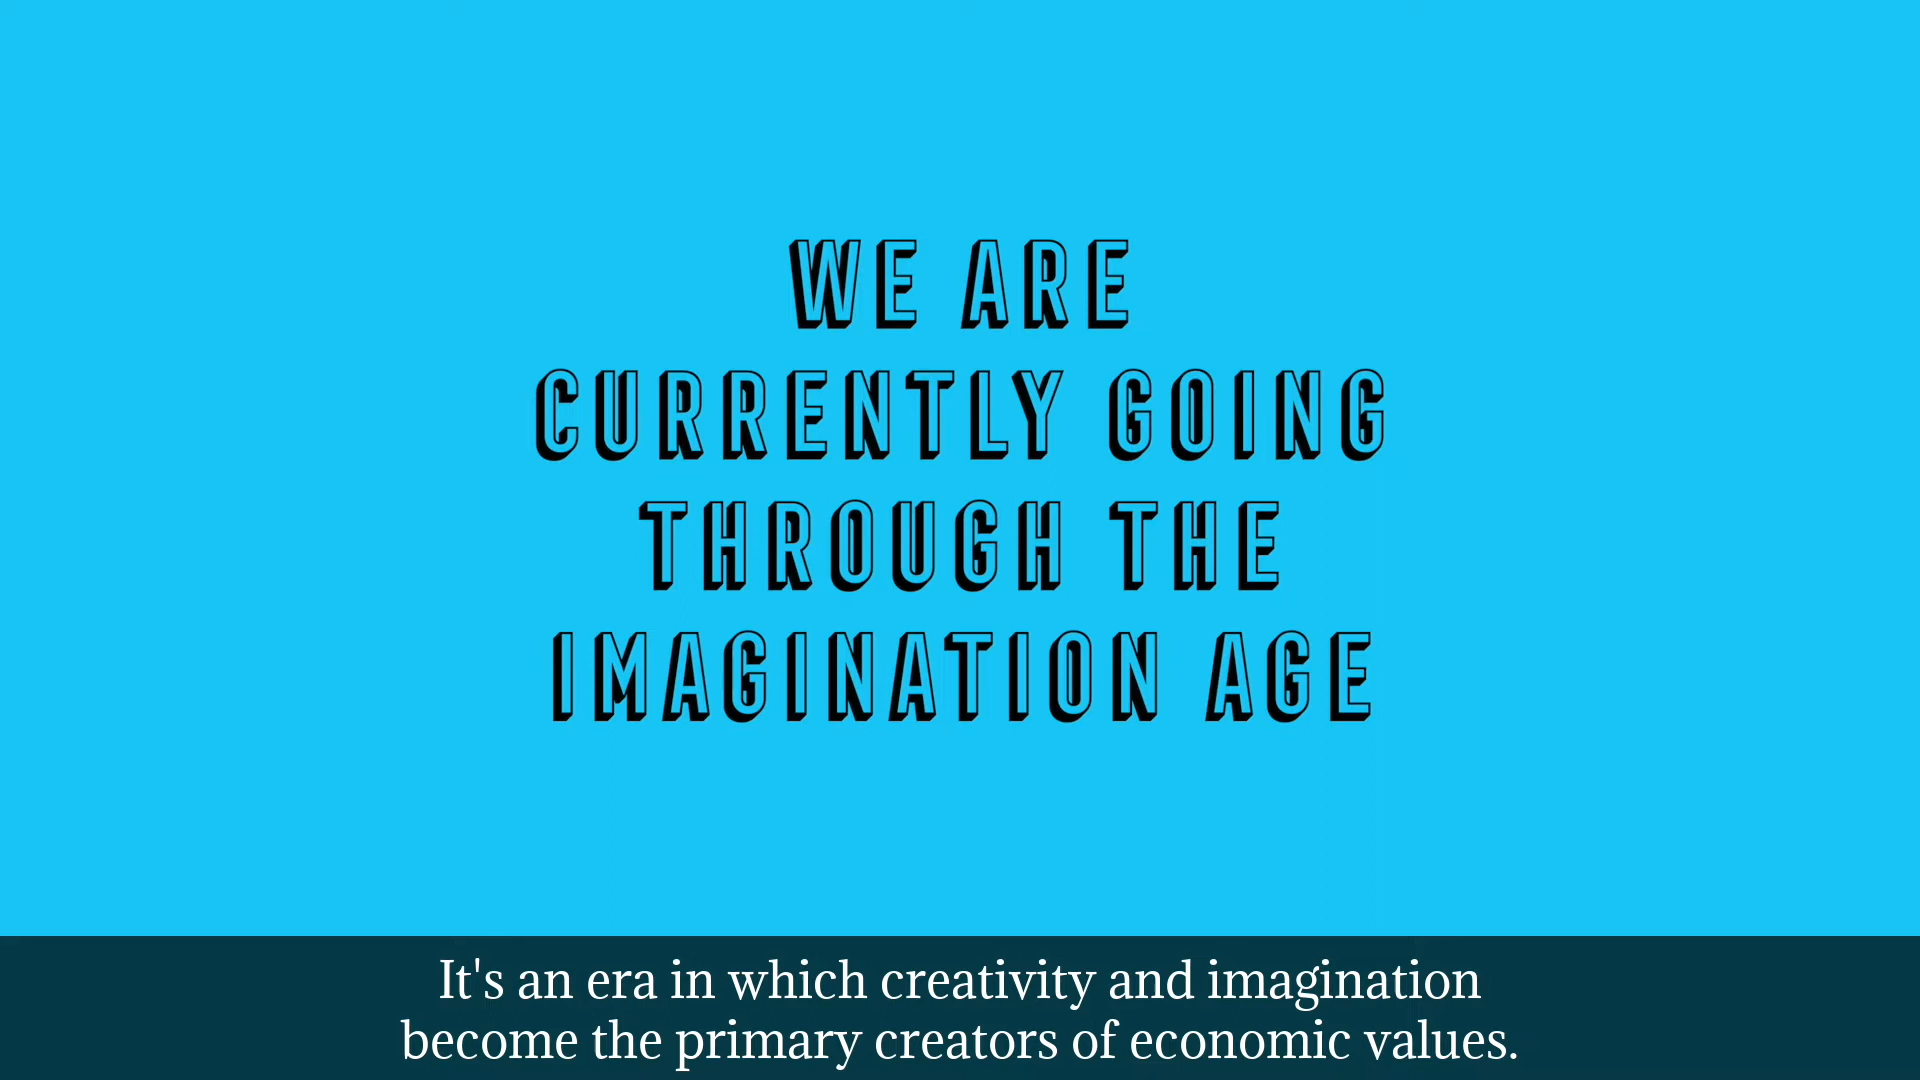 WE ARE
CURRENTLY GOING
THROUGH THE
IMAGINATION AGE
It's an era in which creativity and imagination
become the primary creators of economic values.